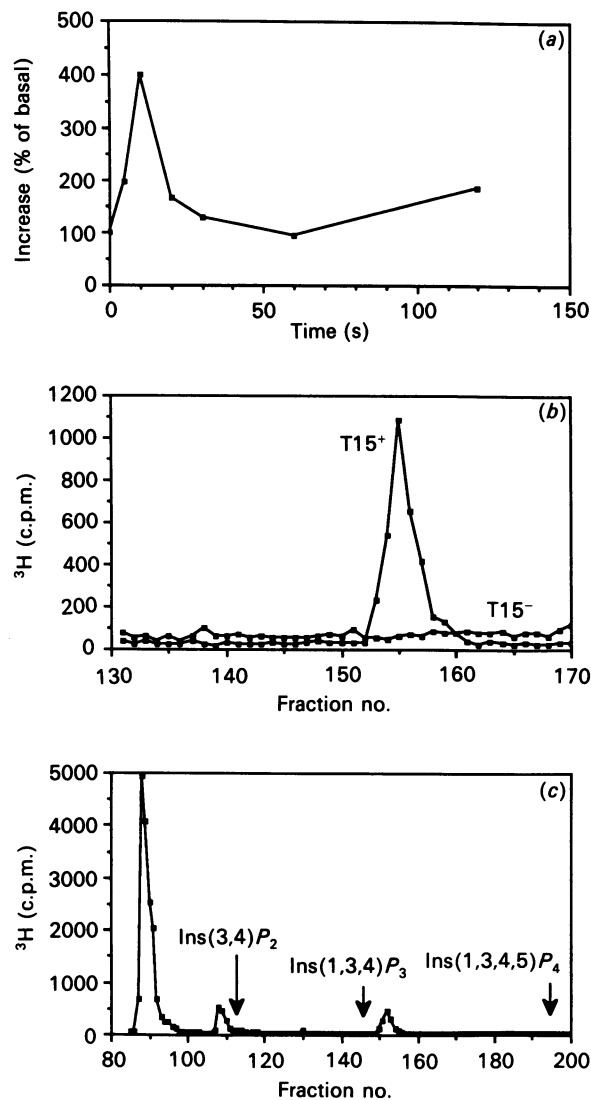 (a)
500
400
300
200
100
0
Increase (% of basal)
0 50 100 150
Time (s)
(b)
1200
1000
800
600
400
200
0
³H (c.p.m.)
T15⁺
T15⁻
130 140 150 160 170
Fraction no.
(c)
5000
4000
3000
2000
1000
0
³H (c.p.m.)
Ins(3,4)P₂
Ins(1,3,4)P₃
Ins(1,3,4,5)P₄
80 100 120 140 160 180 200
Fraction no.